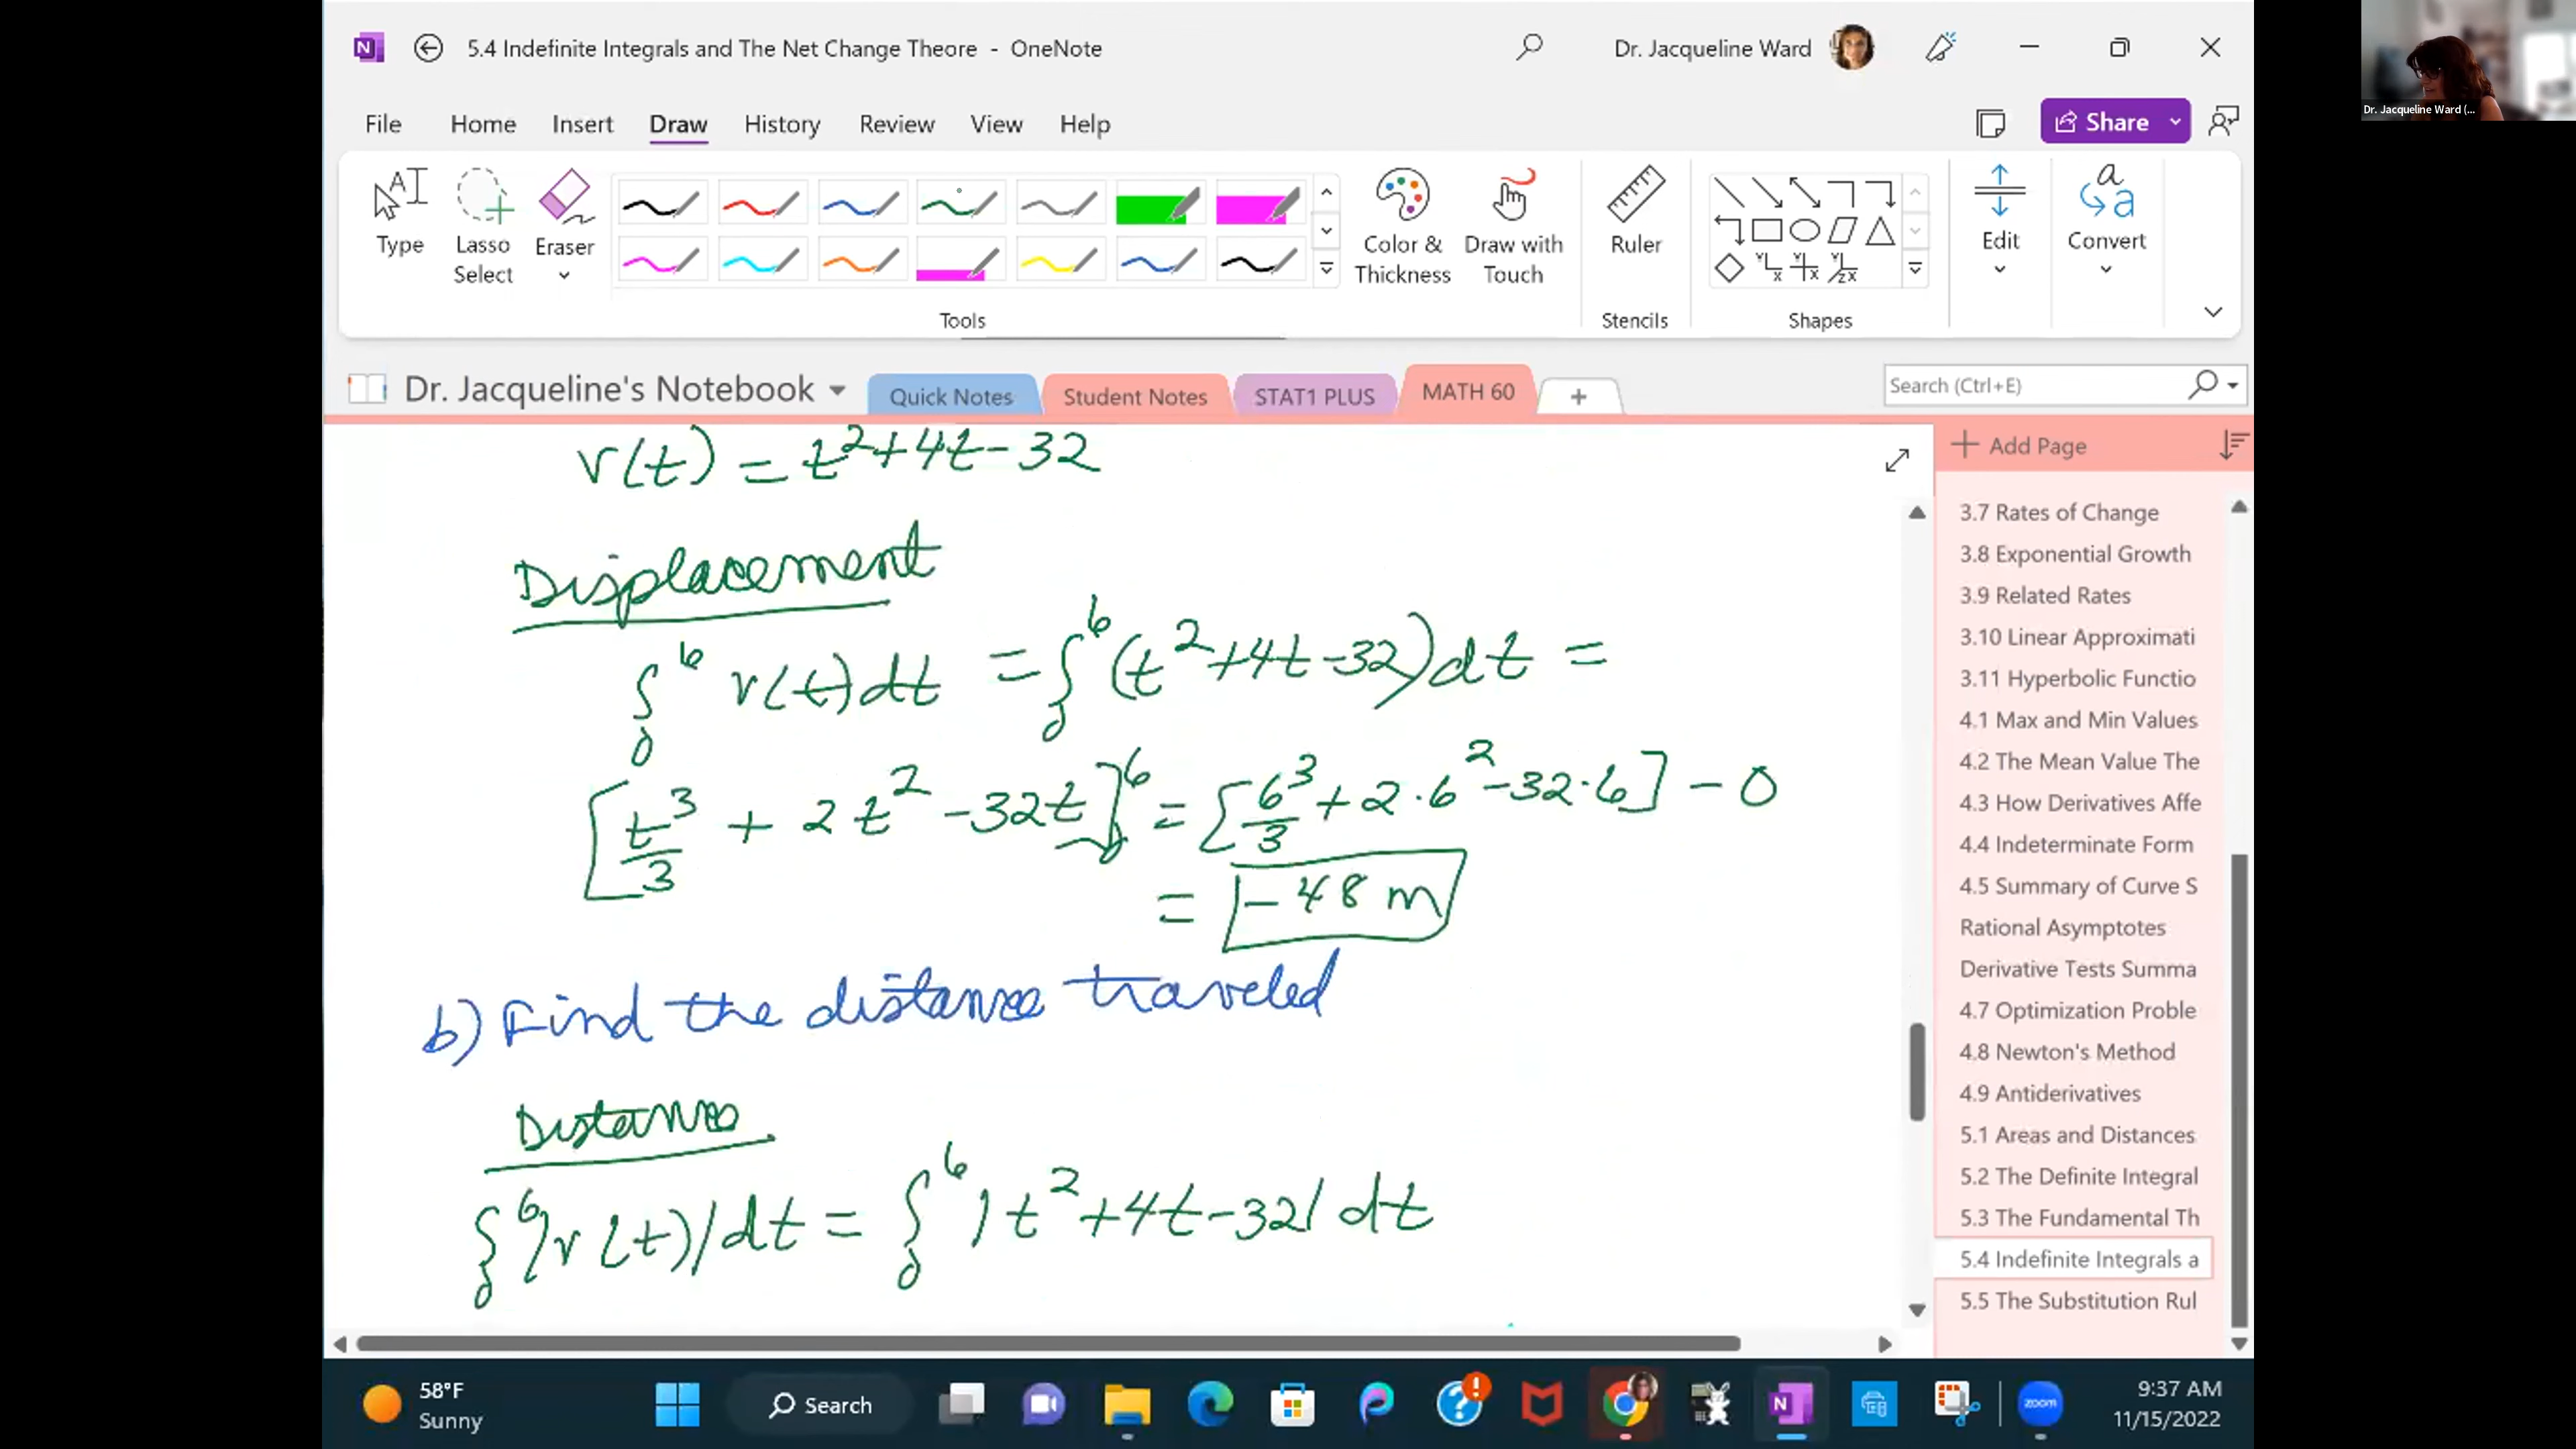 5.4 Indefinite Integrals and The Net Change Theore - OneNote
Dr. Jacqueline Ward
Dr. Jacqueline Ward (...
File Home Insert Draw History Review View Help
Share
Type
Lasso Select
Eraser
Color & Thickness
Draw with Touch
Ruler
Edit
Convert
Tools
Stencils
Shapes
Dr. Jacqueline's Notebook
Quick Notes
Student Notes
STAT1 PLUS
MATH 60
+
Search (Ctrl+E)
v(t) = t²+4t-32
Displacement
∫₀⁶ v(t)dt = ∫₀⁶ (t²+4t-32)dt =
[t³/3 + 2t² -32t]₀⁶ = [6³/3 + 2·6² -32·6] - 0
= -48 m
b) Find the distance traveled
Distance
∫₀⁶ |v(t)|dt = ∫₀⁶ |t²+4t-32| dt
Add Page
3.7 Rates of Change
3.8 Exponential Growth
3.9 Related Rates
3.10 Linear Approximati
3.11 Hyperbolic Functio
4.1 Max and Min Values
4.2 The Mean Value The
4.3 How Derivatives Affe
4.4 Indeterminate Form
4.5 Summary of Curve S
Rational Asymptotes
Derivative Tests Summa
4.7 Optimization Proble
4.8 Newton's Method
4.9 Antiderivatives
5.1 Areas and Distances
5.2 The Definite Integral
5.3 The Fundamental Th
5.4 Indefinite Integrals a
5.5 The Substitution Rul
58°F
Sunny
Search
zoom
9:37 AM
11/15/2022